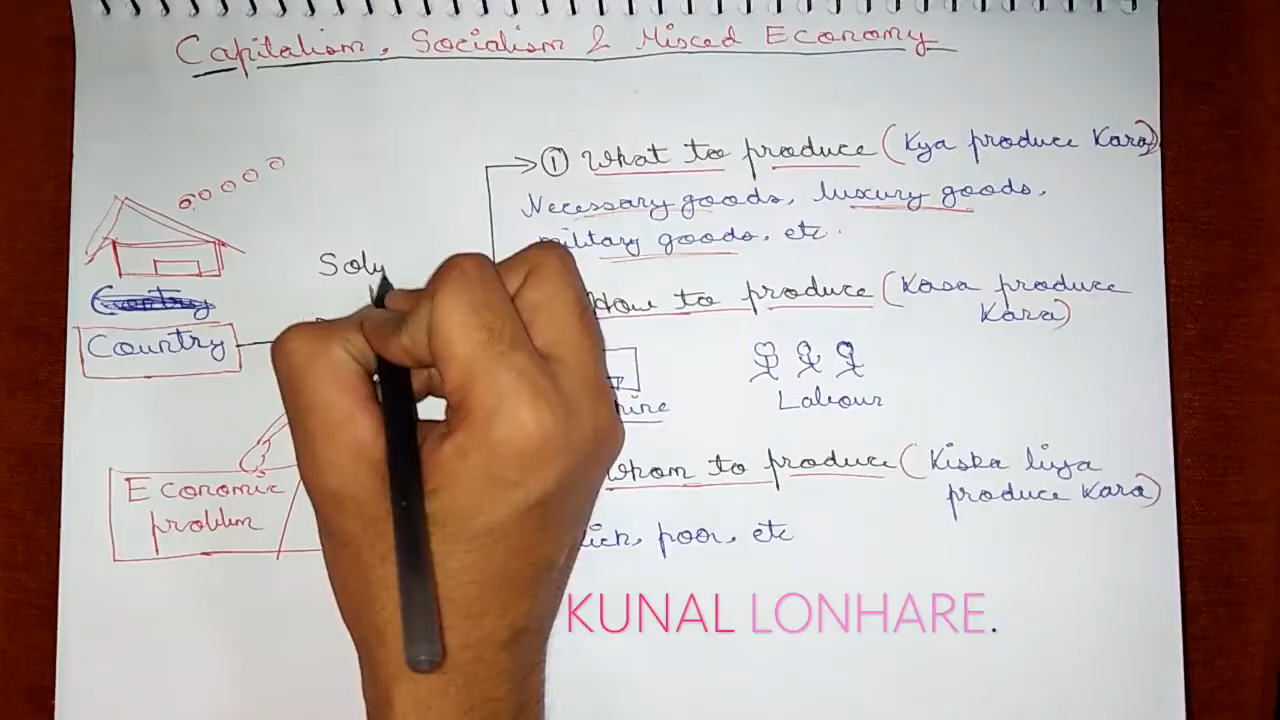 Capitalism, Socialism & Mixed Economy
① What to produce (Kya produce Kara)
Necessary goods, luxury goods,
military goods, etc.
Solu
How to produce (Kasa produce
Kara)
Country
Labour
Whom to produce (Kiska liya
produce Kara)
Economic
problem
Rich, poor, etc
KUNAL LONHARE.